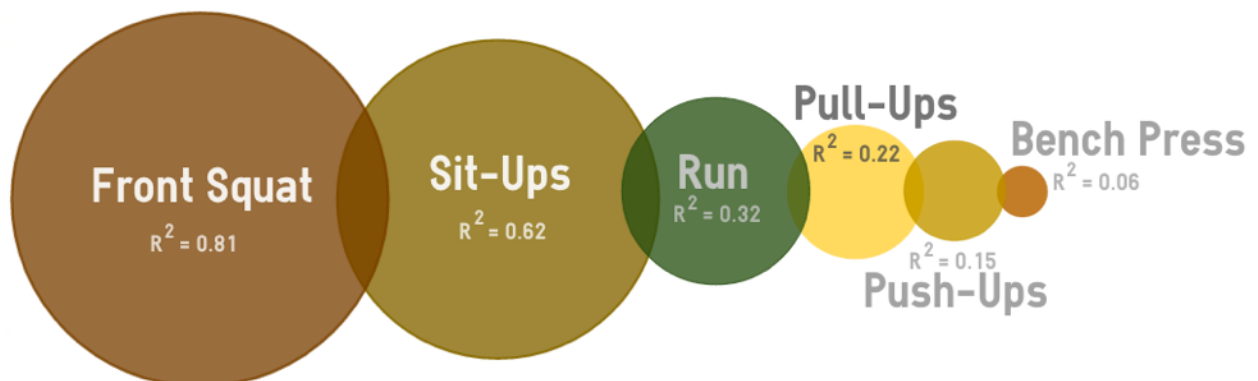 Front Squat
R² = 0.81
Sit-Ups
R² = 0.62
Run
R² = 0.32
Pull-Ups
R² = 0.22
R² = 0.15
Push-Ups
Bench Press
R² = 0.06